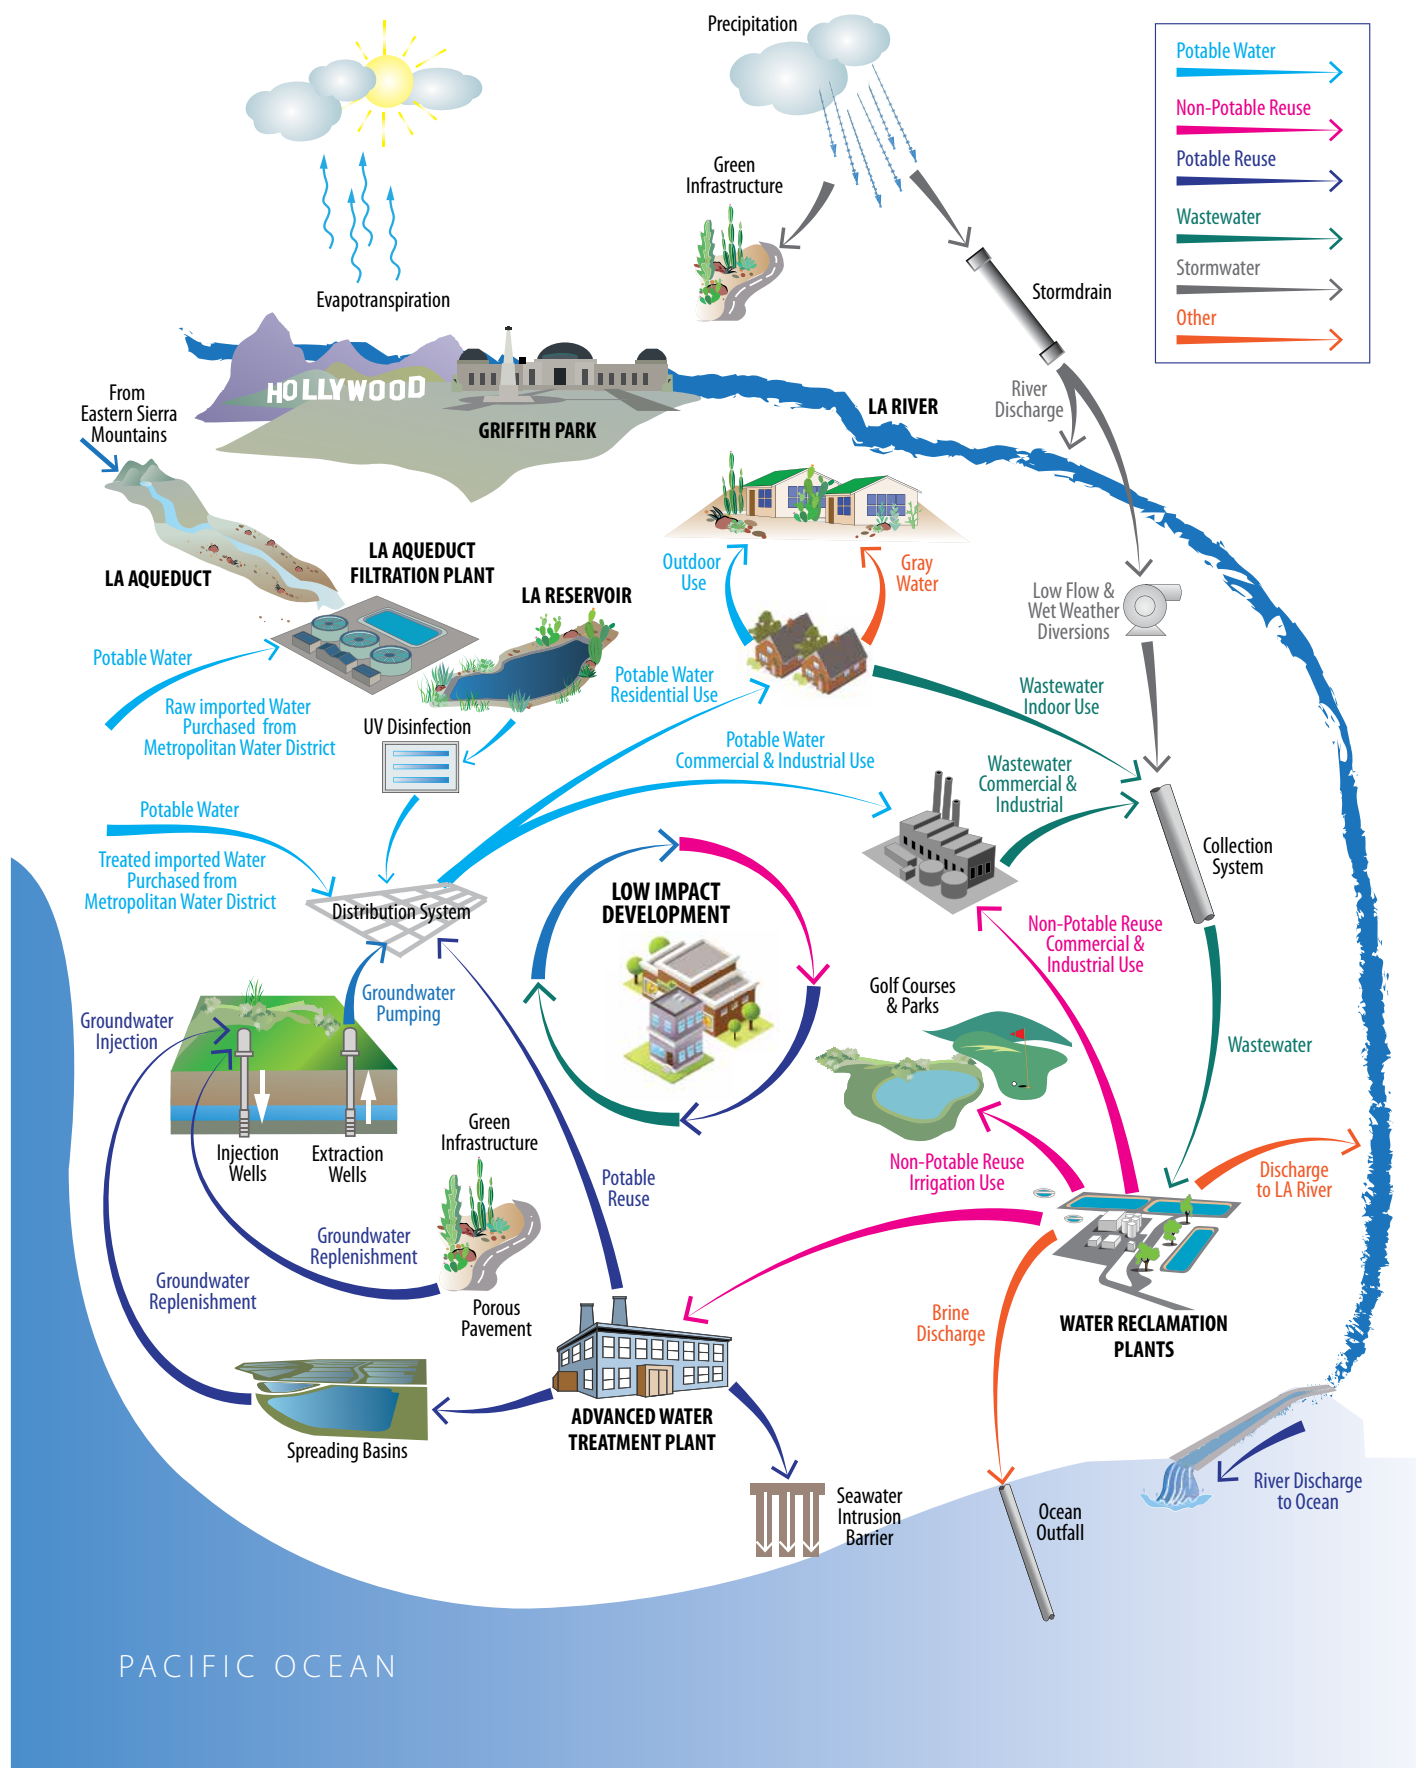 Precipitation
Potable Water
Non-Potable Reuse
Potable Reuse
Wastewater
Stormwater
Other
Green
Infrastructure
Stormdrain
Evapotranspiration
HOLLYWOOD
GRIFFITH PARK
LA RIVER
River
Discharge
From
Eastern Sierra
Mountains
LA AQUEDUCT
LA AQUEDUCT
FILTRATION PLANT
LA RESERVOIR
Outdoor
Use
Gray
Water
Low Flow &
Wet Weather
Diversions
Potable Water
Raw imported Water
Purchased from
Metropolitan Water District
UV Disinfection
Potable Water
Residential Use
Wastewater
Indoor Use
Potable Water
Commercial & Industrial Use
Wastewater
Commercial &
Industrial
Potable Water
Treated imported Water
Purchased from
Metropolitan Water District
Distribution System
LOW IMPACT
DEVELOPMENT
Collection
System
Non-Potable Reuse
Commercial &
Industrial Use
Golf Courses
& Parks
Groundwater
Pumping
Groundwater
Injection
Wastewater
Injection
Wells
Extraction
Wells
Green
Infrastructure
Potable
Reuse
Non-Potable Reuse
Irrigation Use
Discharge
to LA River
Groundwater
Replenishment
Groundwater
Replenishment
Porous
Pavement
Brine
Discharge
WATER RECLAMATION
PLANTS
ADVANCED WATER
TREATMENT PLANT
Spreading Basins
Seawater
Intrusion
Barrier
Ocean
Outfall
River Discharge
to Ocean
PACIFIC OCEAN